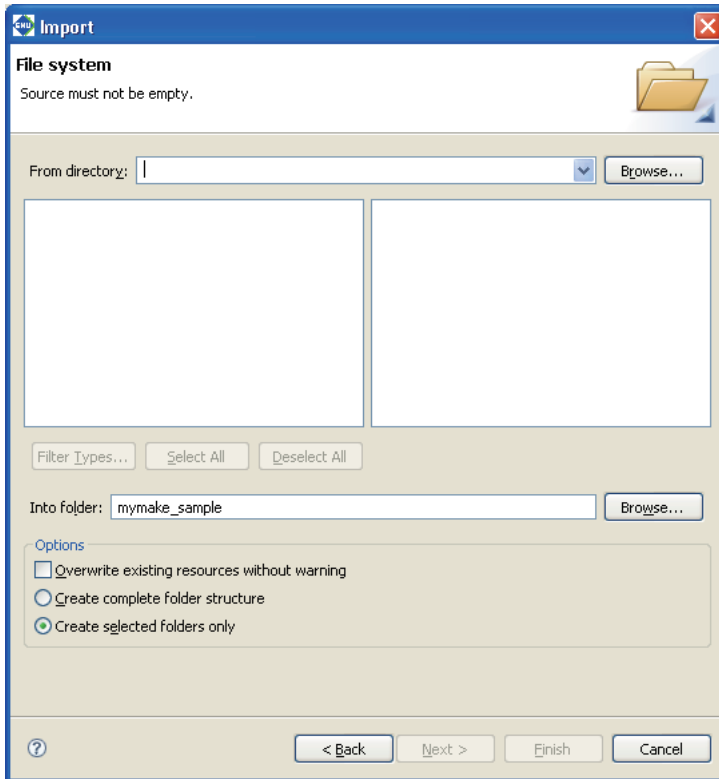 GNU Import
File system
Source must not be empty.
From directory:
Browse...
Filter Types... Select All Deselect All
Into folder: mymake_sample Browse...
Options
Overwrite existing resources without warning
Create complete folder structure
Create selected folders only
? < Back Next > Finish Cancel